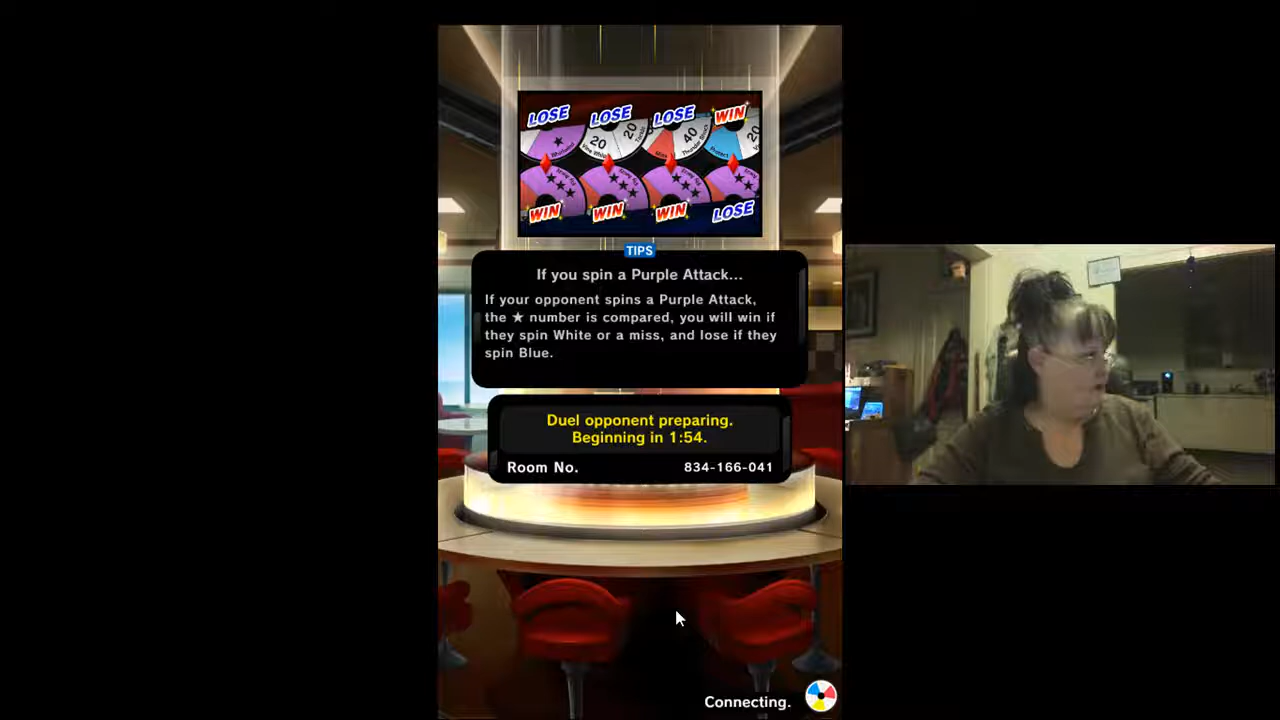 LOSE LOSE LOSE WIN
20 20 40 20
WIN WIN WIN LOSE
TIPS
If you spin a Purple Attack...
If your opponent spins a Purple Attack,
the ★ number is compared, you will win if
they spin White or a miss, and lose if they
spin Blue.
Duel opponent preparing.
Beginning in 1:54.
Room No. 834-166-041
Connecting.